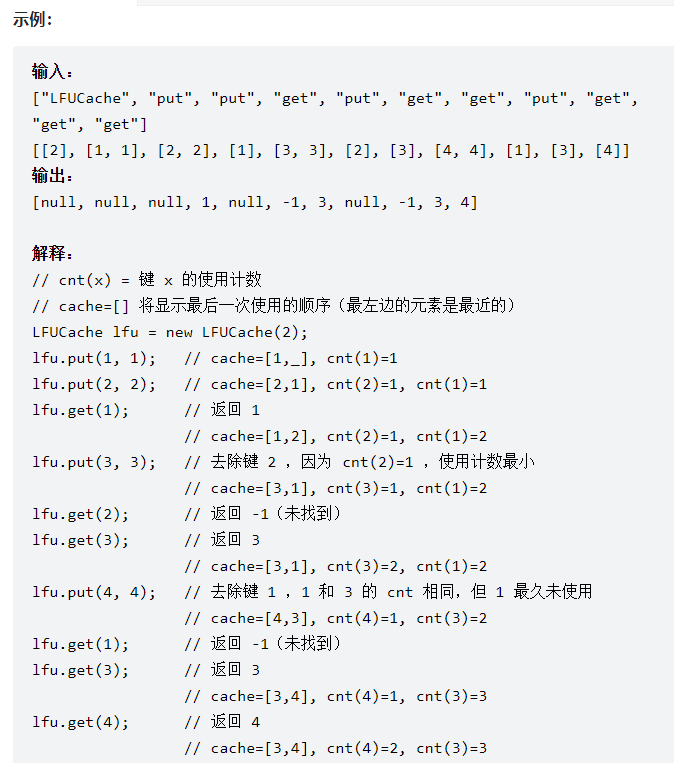 示例：
输入：
["LFUCache", "put", "put", "get", "put", "get", "get", "put", "get",
"get", "get"]
[[2], [1, 1], [2, 2], [1], [3, 3], [2], [3], [4, 4], [1], [3], [4]]
输出：
[null, null, null, 1, null, -1, 3, null, -1, 3, 4]
解释：
// cnt(x) = 键 x 的使用计数
// cache=[] 将显示最后一次使用的顺序（最左边的元素是最近的）
LFUCache lfu = new LFUCache(2);
lfu.put(1, 1);   // cache=[1,_], cnt(1)=1
lfu.put(2, 2);   // cache=[2,1], cnt(2)=1, cnt(1)=1
lfu.get(1);      // 返回 1
                 // cache=[1,2], cnt(2)=1, cnt(1)=2
lfu.put(3, 3);   // 去除键 2 ，因为 cnt(2)=1 ，使用计数最小
                 // cache=[3,1], cnt(3)=1, cnt(1)=2
lfu.get(2);      // 返回 -1（未找到）
lfu.get(3);      // 返回 3
                 // cache=[3,1], cnt(3)=2, cnt(1)=2
lfu.put(4, 4);   // 去除键 1 ，1 和 3 的 cnt 相同，但 1 最久未使用
                 // cache=[4,3], cnt(4)=1, cnt(3)=2
lfu.get(1);      // 返回 -1（未找到）
lfu.get(3);      // 返回 3
                 // cache=[3,4], cnt(4)=1, cnt(3)=3
lfu.get(4);      // 返回 4
                 // cache=[3,4], cnt(4)=2, cnt(3)=3